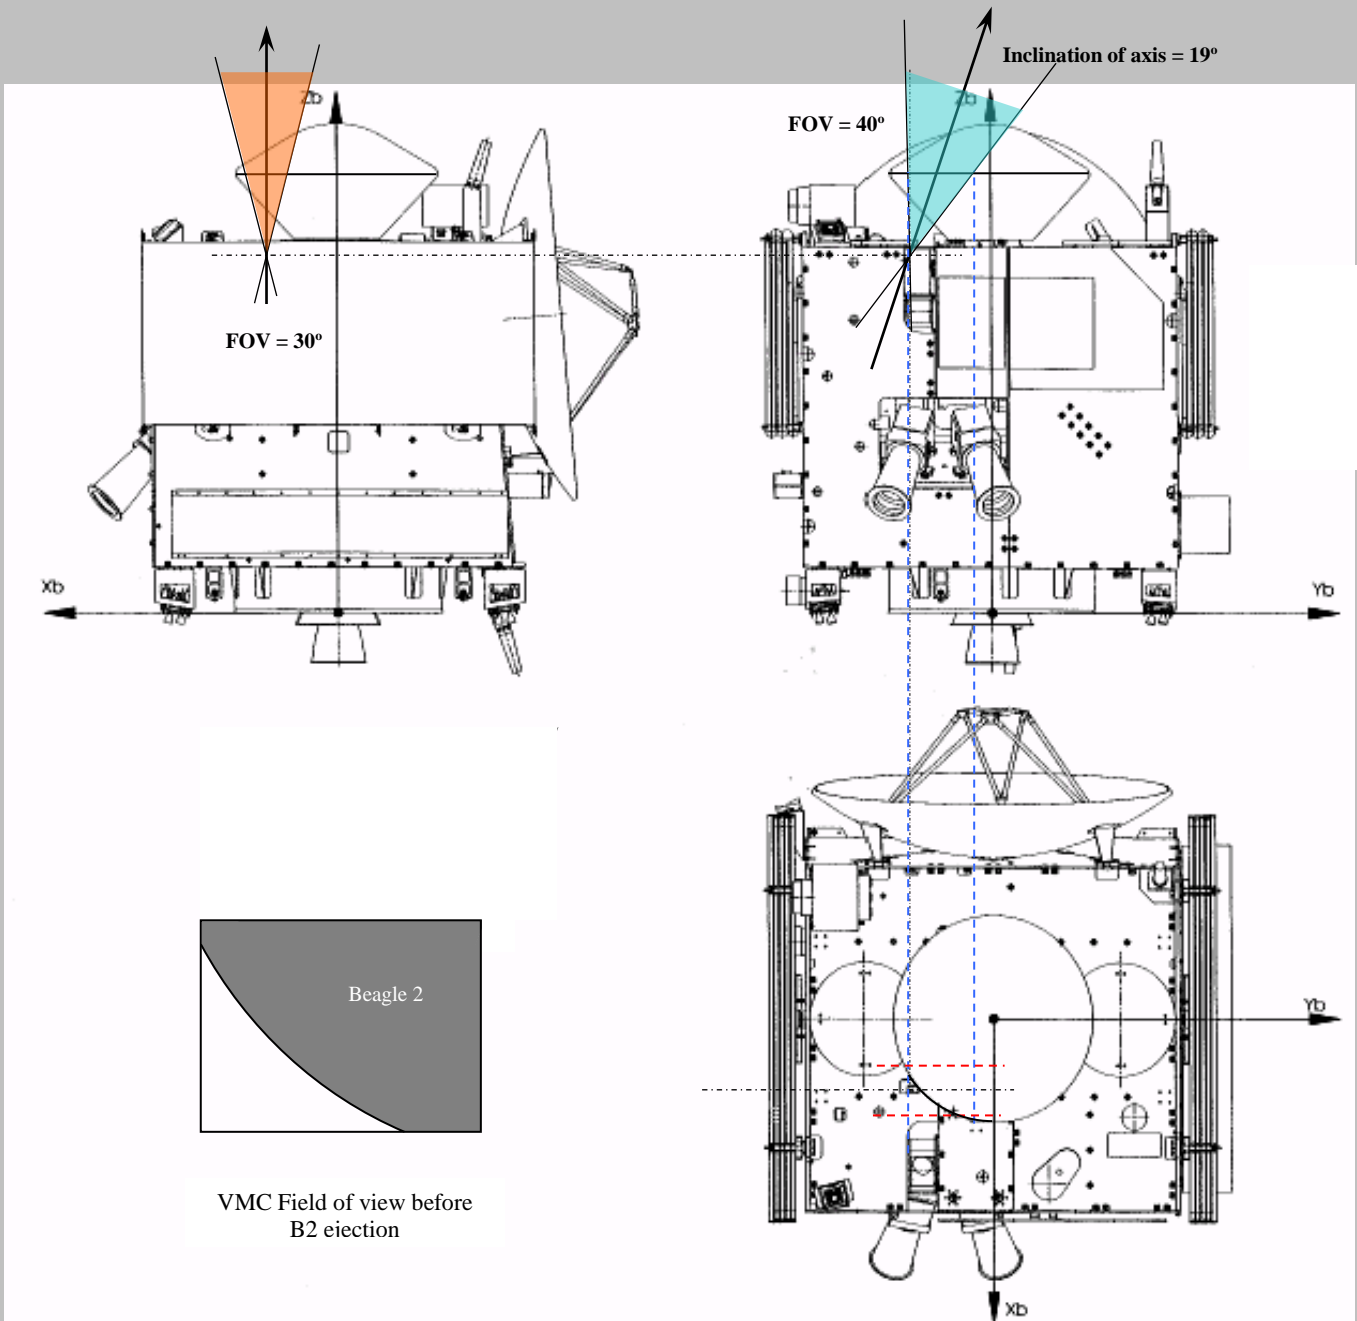 Inclination of axis = 19º
Zb
Zb
FOV = 40º
FOV = 30º
Xb
Yb
Beagle 2
Yb
VMC Field of view before
B2 ejection
Xb